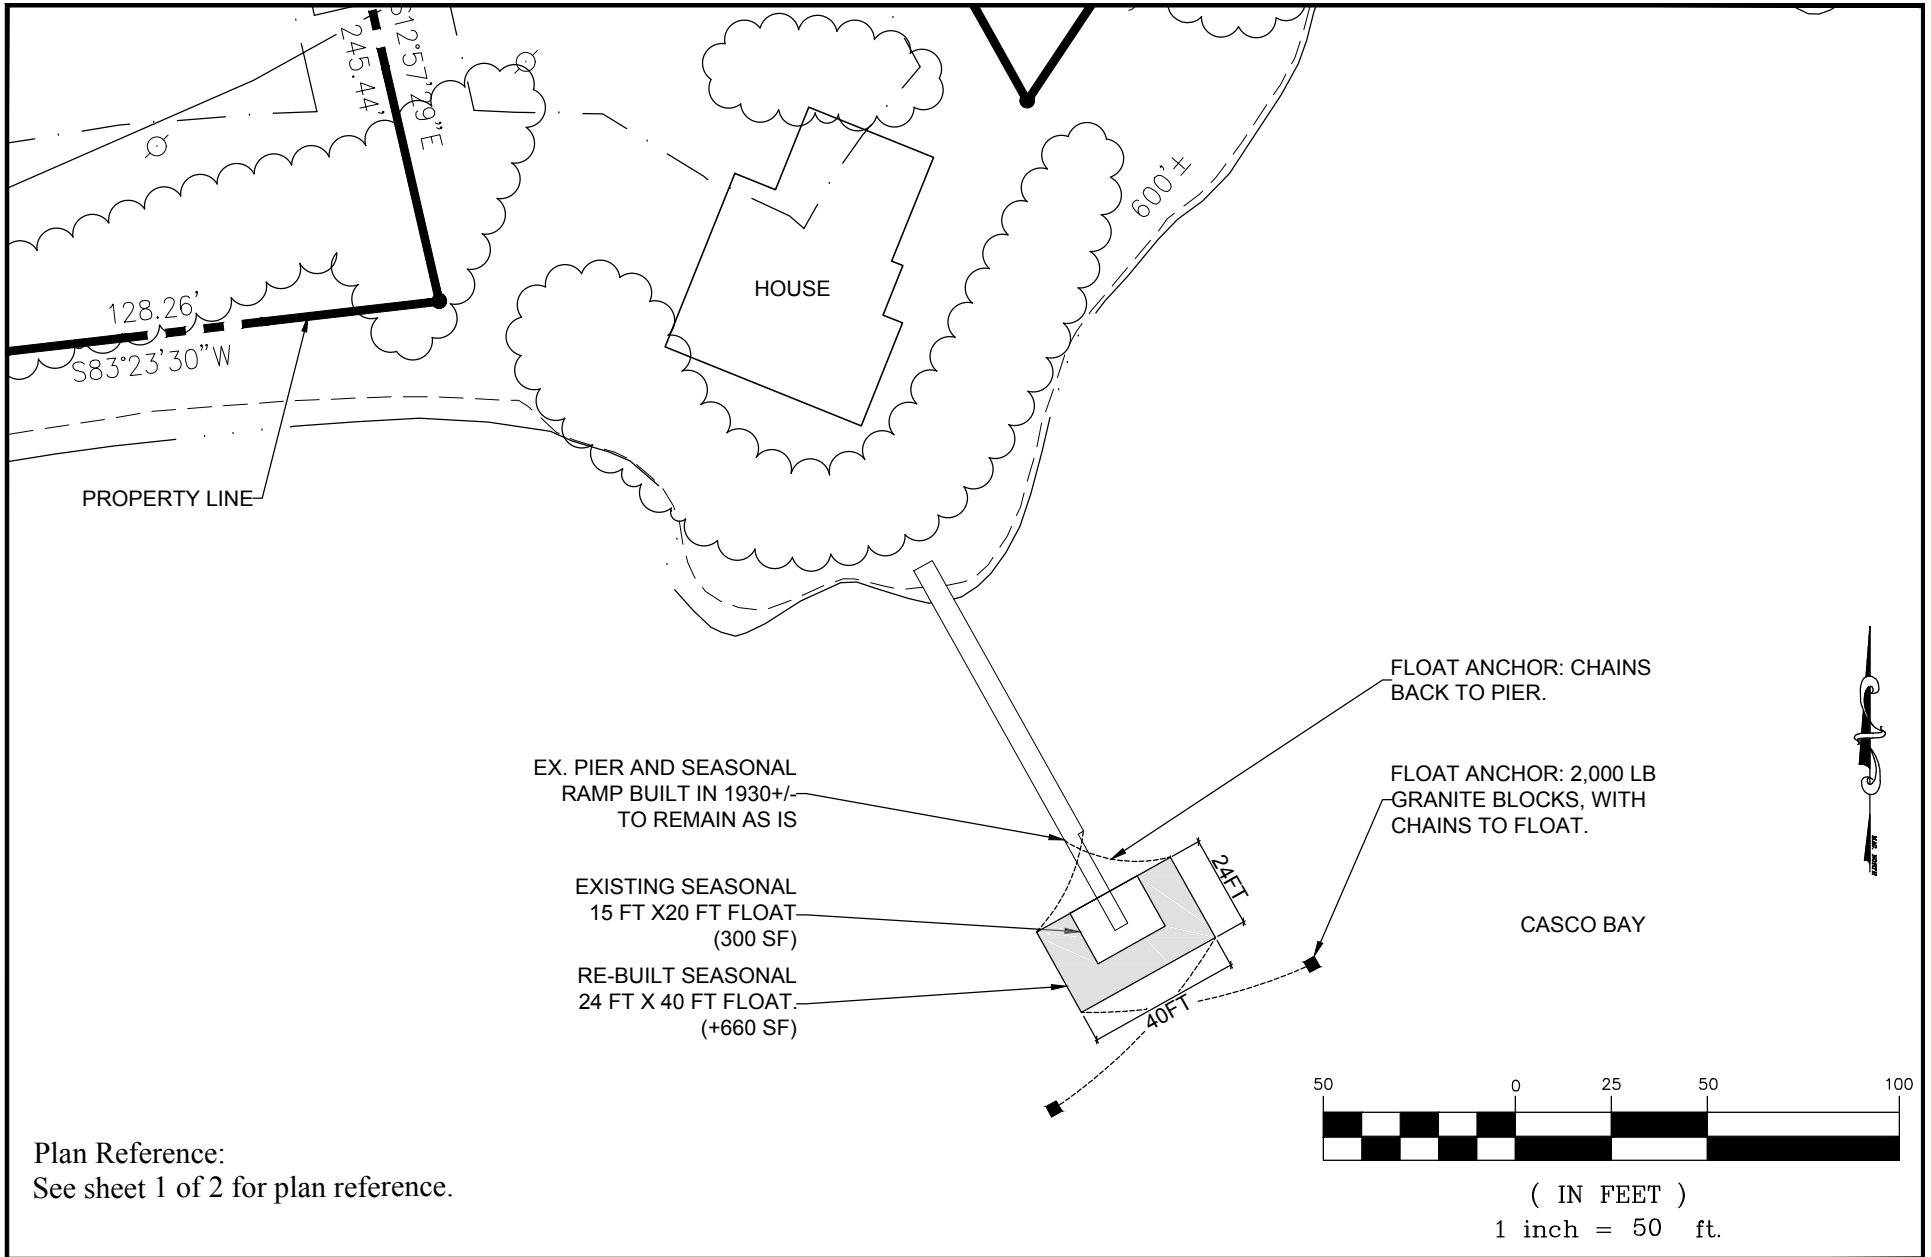 S12°57'29"E
245.44'
600'±
HOUSE
128.26'
S83°23'30"W
PROPERTY LINE
FLOAT ANCHOR: CHAINS
BACK TO PIER.
EX. PIER AND SEASONAL
RAMP BUILT IN 1930+/-
TO REMAIN AS IS
FLOAT ANCHOR: 2,000 LB
GRANITE BLOCKS, WITH
CHAINS TO FLOAT.
24FT
EXISTING SEASONAL
15 FT X20 FT FLOAT
(300 SF)
CASCO BAY
RE-BUILT SEASONAL
24 FT X 40 FT FLOAT.
(+660 SF)
40FT
50 0 25 50 100
Plan Reference:
See sheet 1 of 2 for plan reference.
( IN FEET )
1 inch = 50 ft.